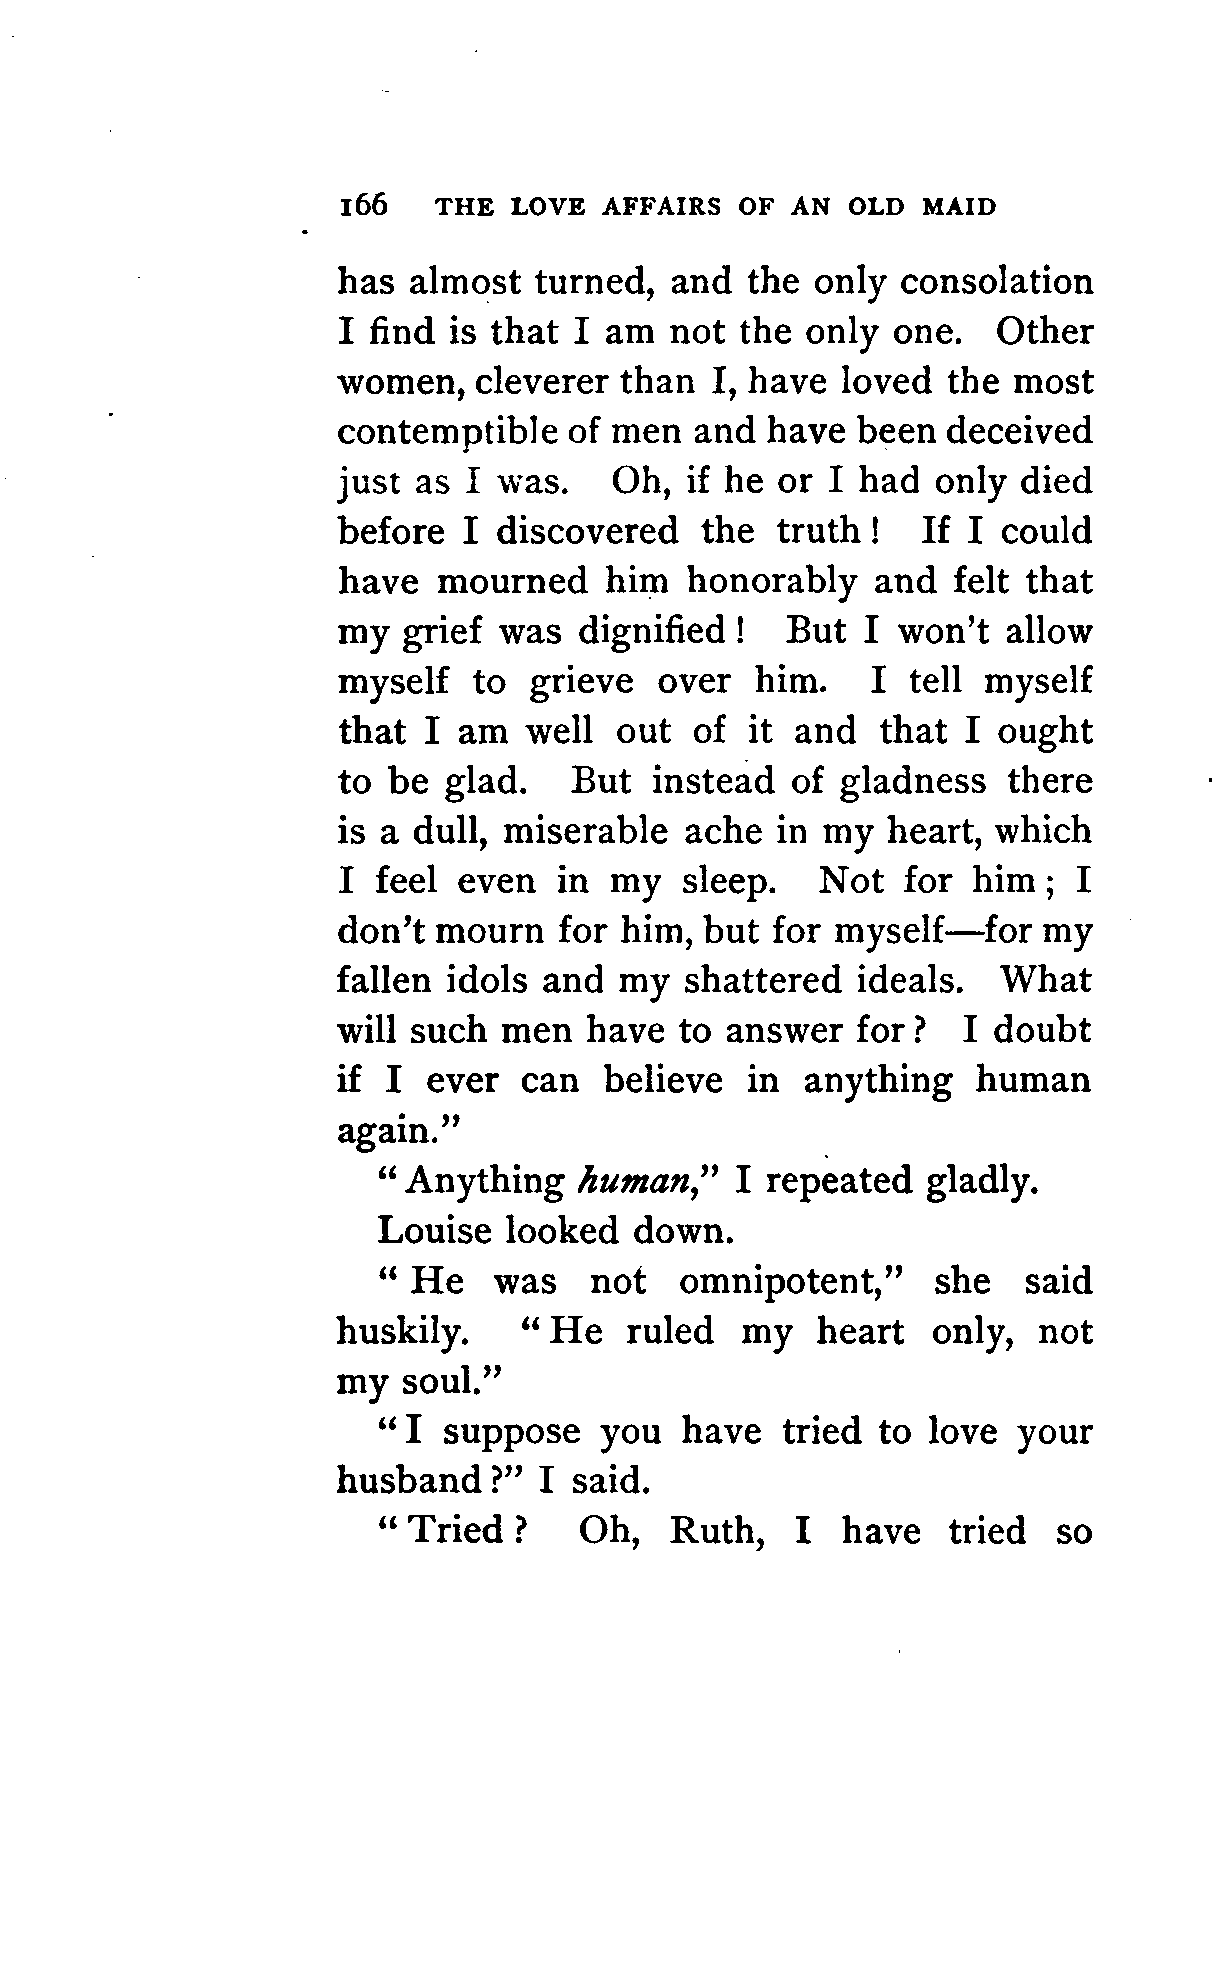 166 THE LOVE AFFAIRS OF AN OLD MAID
has almost turned, and the only consolation
I find is that I am not the only one. Other
women, cleverer than I, have loved the most
contemptible of men and have been deceived
just as I was. Oh, if he or I had only died
before I discovered the truth! If I could
have mourned him honorably and felt that
my grief was dignified! But I won't allow
myself to grieve over him. I tell myself
that I am well out of it and that I ought
to be glad. But instead of gladness there
is a dull, miserable ache in my heart, which
I feel even in my sleep. Not for him; I
don't mourn for him, but for myself—for my
fallen idols and my shattered ideals. What
will such men have to answer for? I doubt
if I ever can believe in anything human
again."
"Anything human," I repeated gladly.
Louise looked down.
"He was not omnipotent," she said
huskily. "He ruled my heart only, not
my soul."
"I suppose you have tried to love your
husband?" I said.
"Tried? Oh, Ruth, I have tried so